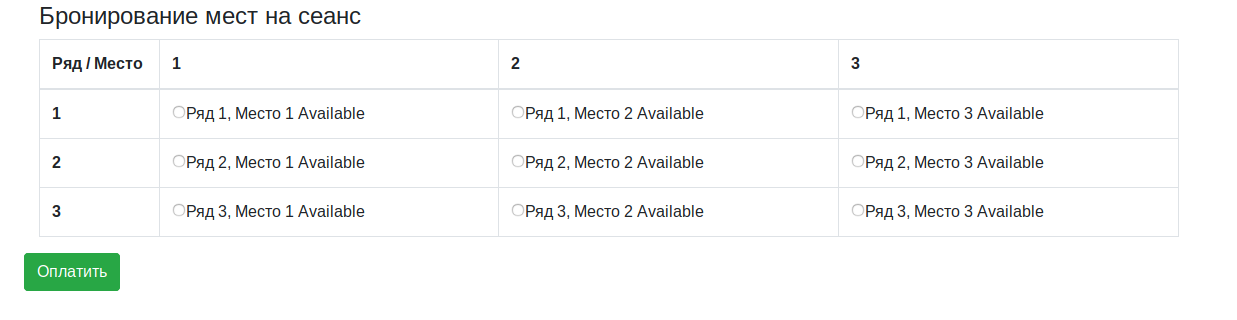 Бронирование мест на сеанс
Ряд / Место 1 2 3
1 Ряд 1, Место 1 Available Ряд 1, Место 2 Available Ряд 1, Место 3 Available
2 Ряд 2, Место 1 Available Ряд 2, Место 2 Available Ряд 2, Место 3 Available
3 Ряд 3, Место 1 Available Ряд 3, Место 2 Available Ряд 3, Место 3 Available
Оплатить